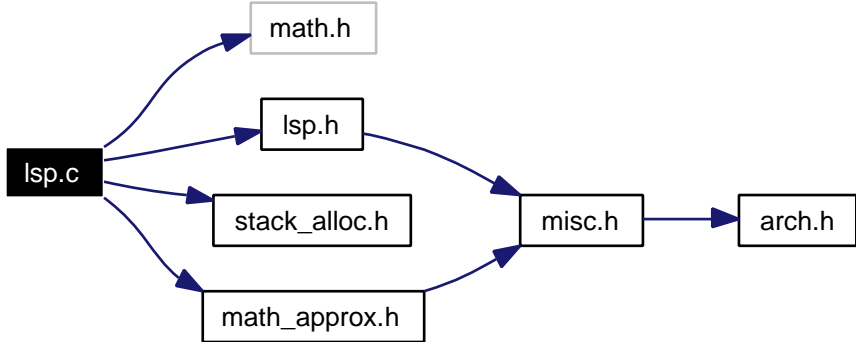 math.h
lsp.h
lsp.c
stack_alloc.h
misc.h
arch.h
math_approx.h